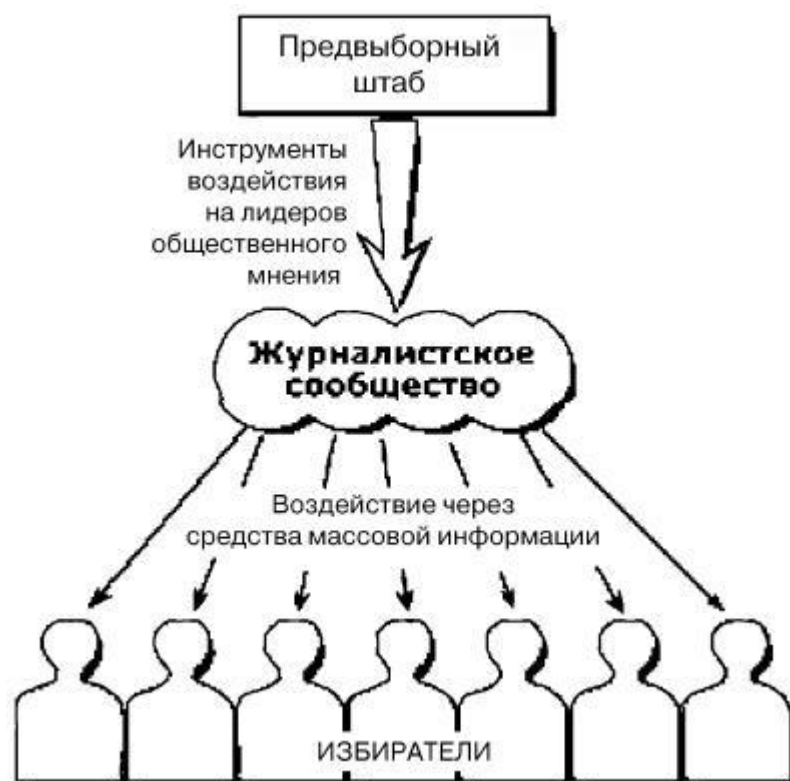 Предвыборный
штаб
Инструменты
воздействия
на лидеров
общественного
мнения
Журналистское
сообщество
Воздействие через
средства массовой информации
ИЗБИРАТЕЛИ